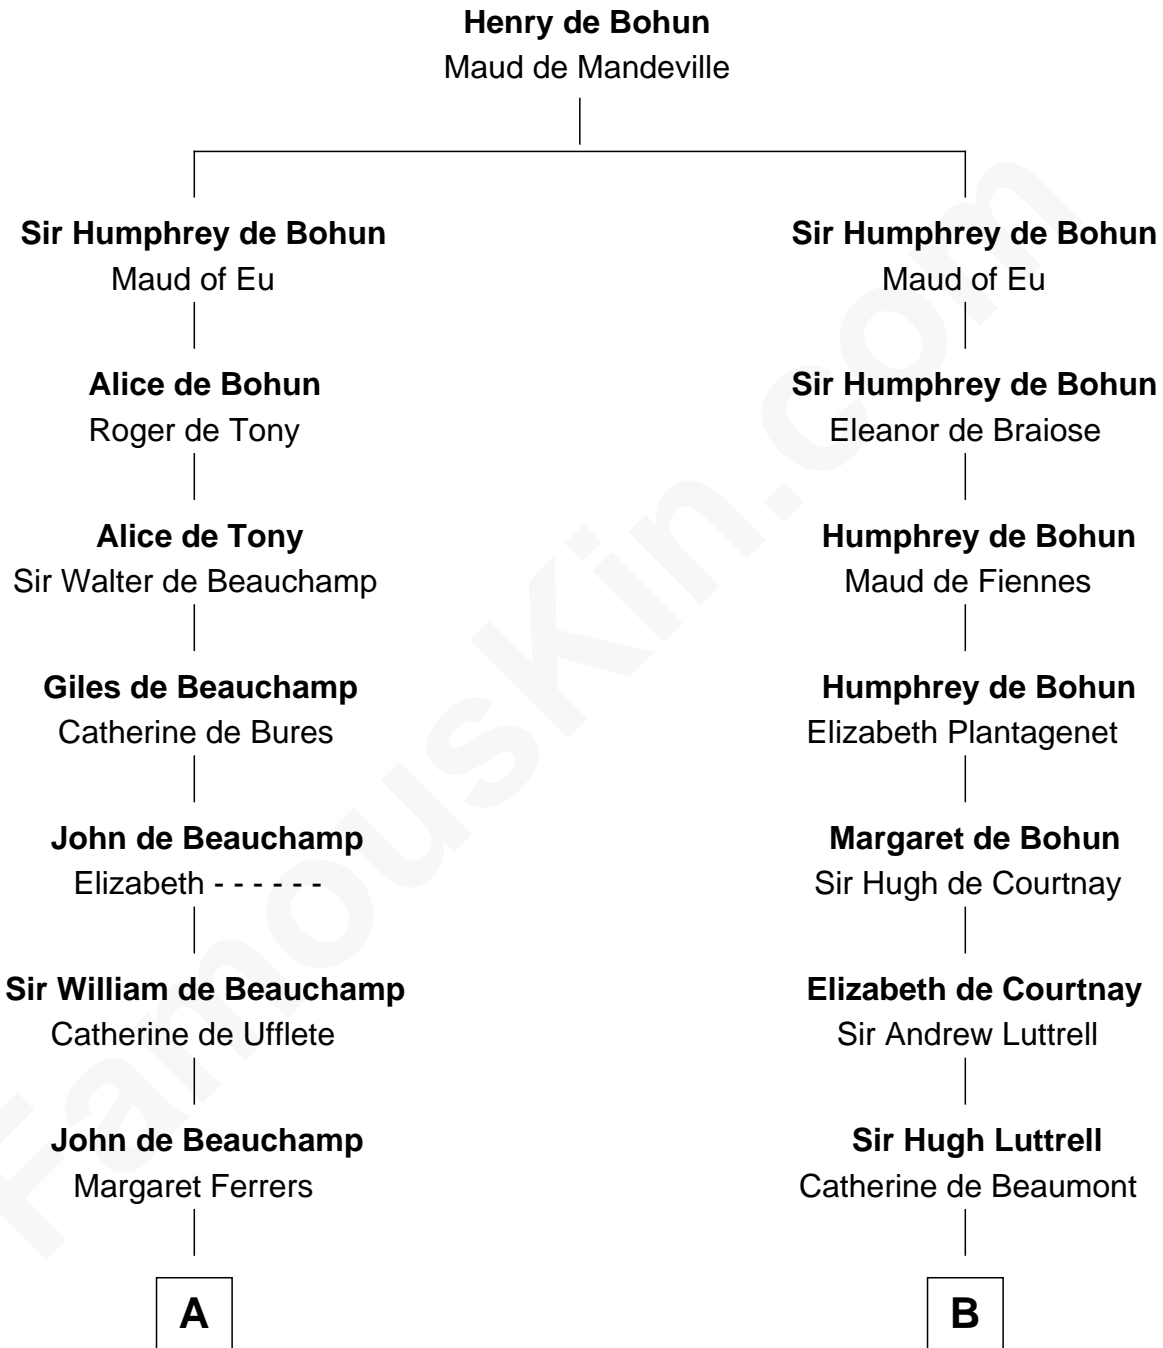 Henry de Bohun
Maud de Mandeville
Sir Humphrey de Bohun
Maud of Eu
Alice de Bohun
Roger de Tony
Alice de Tony
Sir Walter de Beauchamp
Giles de Beauchamp
Catherine de Bures
John de Beauchamp
Elizabeth - - - - - -
Sir William de Beauchamp
Catherine de Ufflete
John de Beauchamp
Margaret Ferrers
A
Sir Humphrey de Bohun
Maud of Eu
Sir Humphrey de Bohun
Eleanor de Braiose
Humphrey de Bohun
Maud de Fiennes
Humphrey de Bohun
Elizabeth Plantagenet
Margaret de Bohun
Sir Hugh de Courtnay
Elizabeth de Courtnay
Sir Andrew Luttrell
Sir Hugh Luttrell
Catherine de Beaumont
B
FamousKin.com